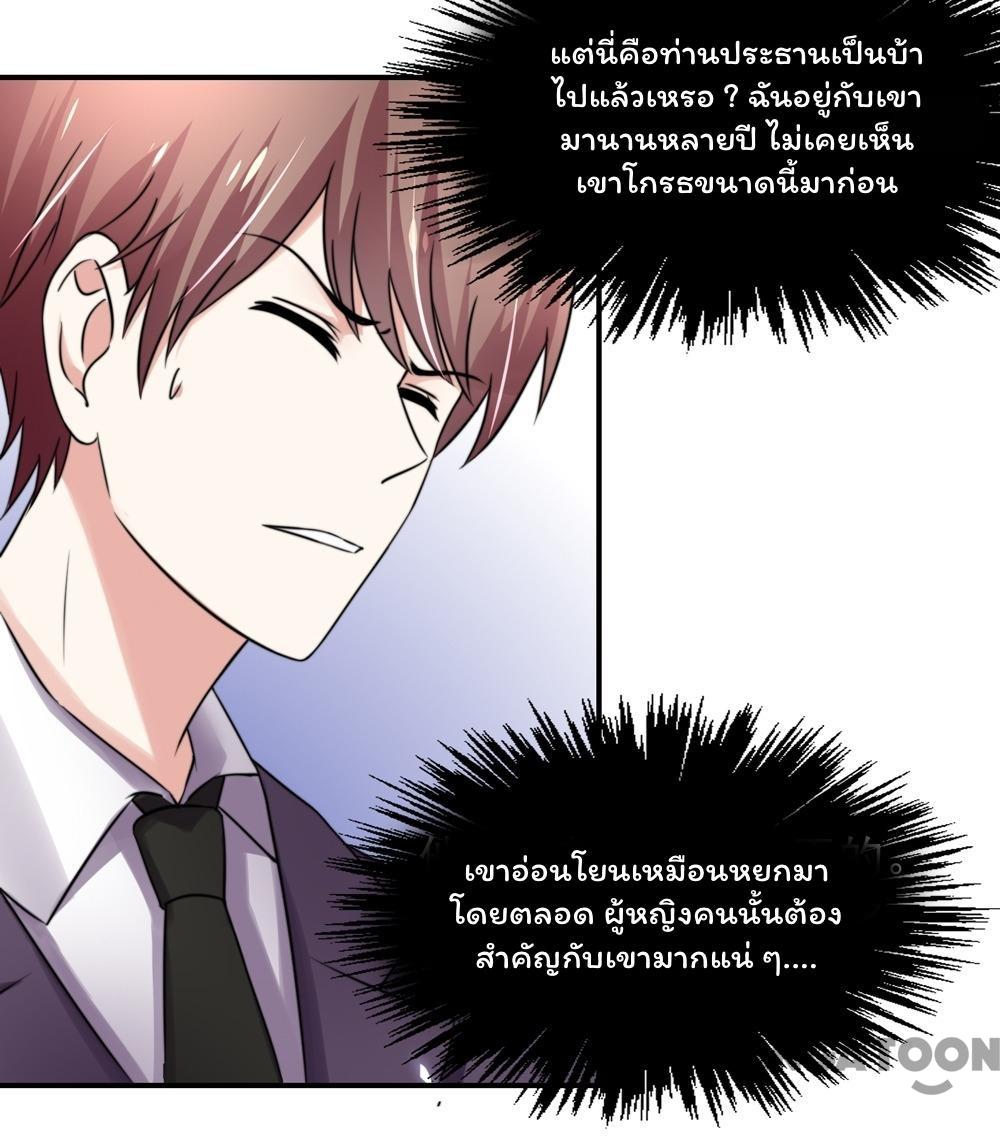 แต่นี่คือท่านประธานเป็นบ้า
ไปแล้วเหรอ ? ฉันอยู่กับเขา
มานานหลายปี ไม่เคยเห็น
เขาโกรธขนาดนี้มาก่อน
的。
เขาอ่อนโยนเหมือนหยกมา
โดยตลอด ผู้หญิงคนนั้นต้อง
สำคัญกับเขามากแน่ ๆ....
TOON